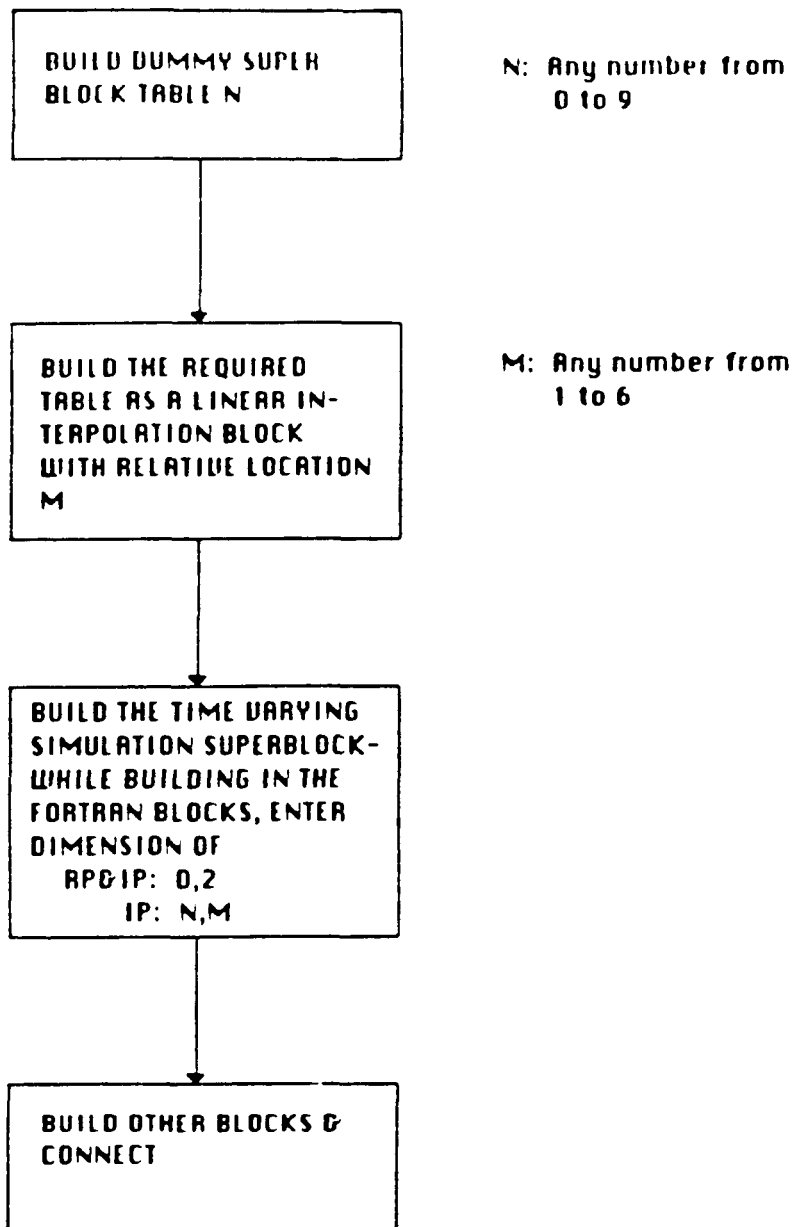 BUILD DUMMY SUPER
BLOCK TABLE N
N: Any number from
0 to 9
BUILD THE REQUIRED
TABLE AS A LINEAR IN-
TERPOLATION BLOCK
WITH RELATIVE LOCATION
M
M: Any number from
1 to 6
BUILD THE TIME VARYING
SIMULATION SUPERBLOCK-
WHILE BUILDING IN THE
FORTRAN BLOCKS, ENTER
DIMENSION OF
RP&IP: 0,2
IP: N,M
BUILD OTHER BLOCKS &
CONNECT